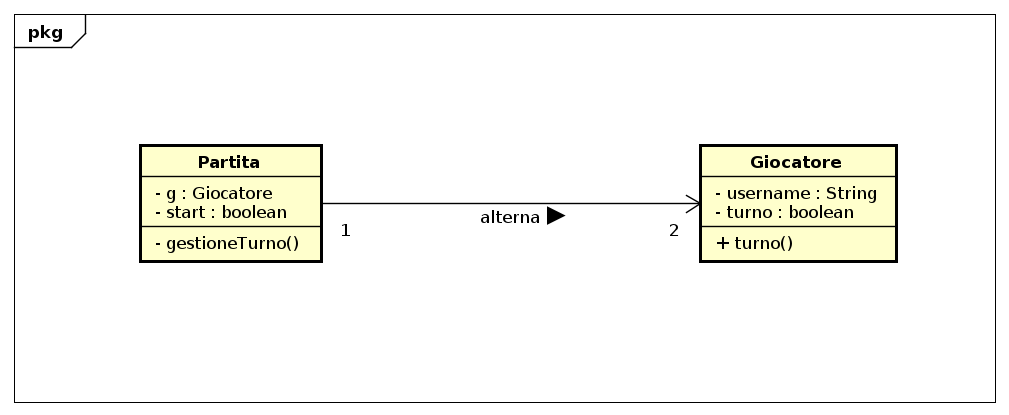 pkg
Partita
- g : Giocatore
- start : boolean
- gestioneTurno()
1
alterna
2
Giocatore
- username : String
- turno : boolean
+ turno()